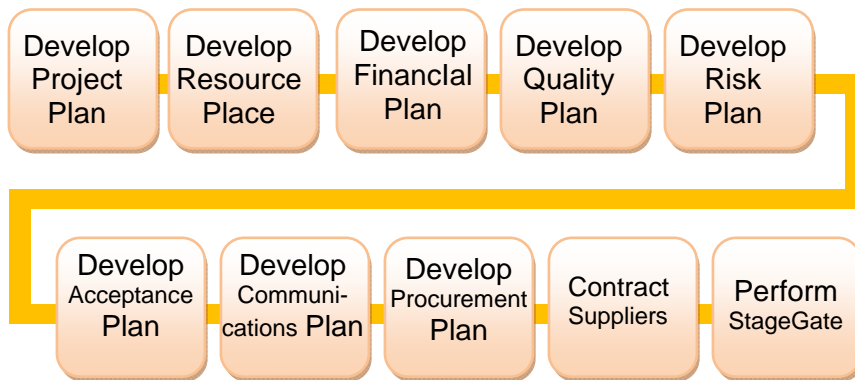 Develop
Project
Plan
Develop
Resource
Place
Develop
FinancIal
Plan
Develop
Quality
Plan
Develop
Risk
Plan
Develop
Acceptance
Plan
Develop
Communi-
cations Plan
Develop
Procurement
Plan
Contract
Suppliers
Perform
StageGate